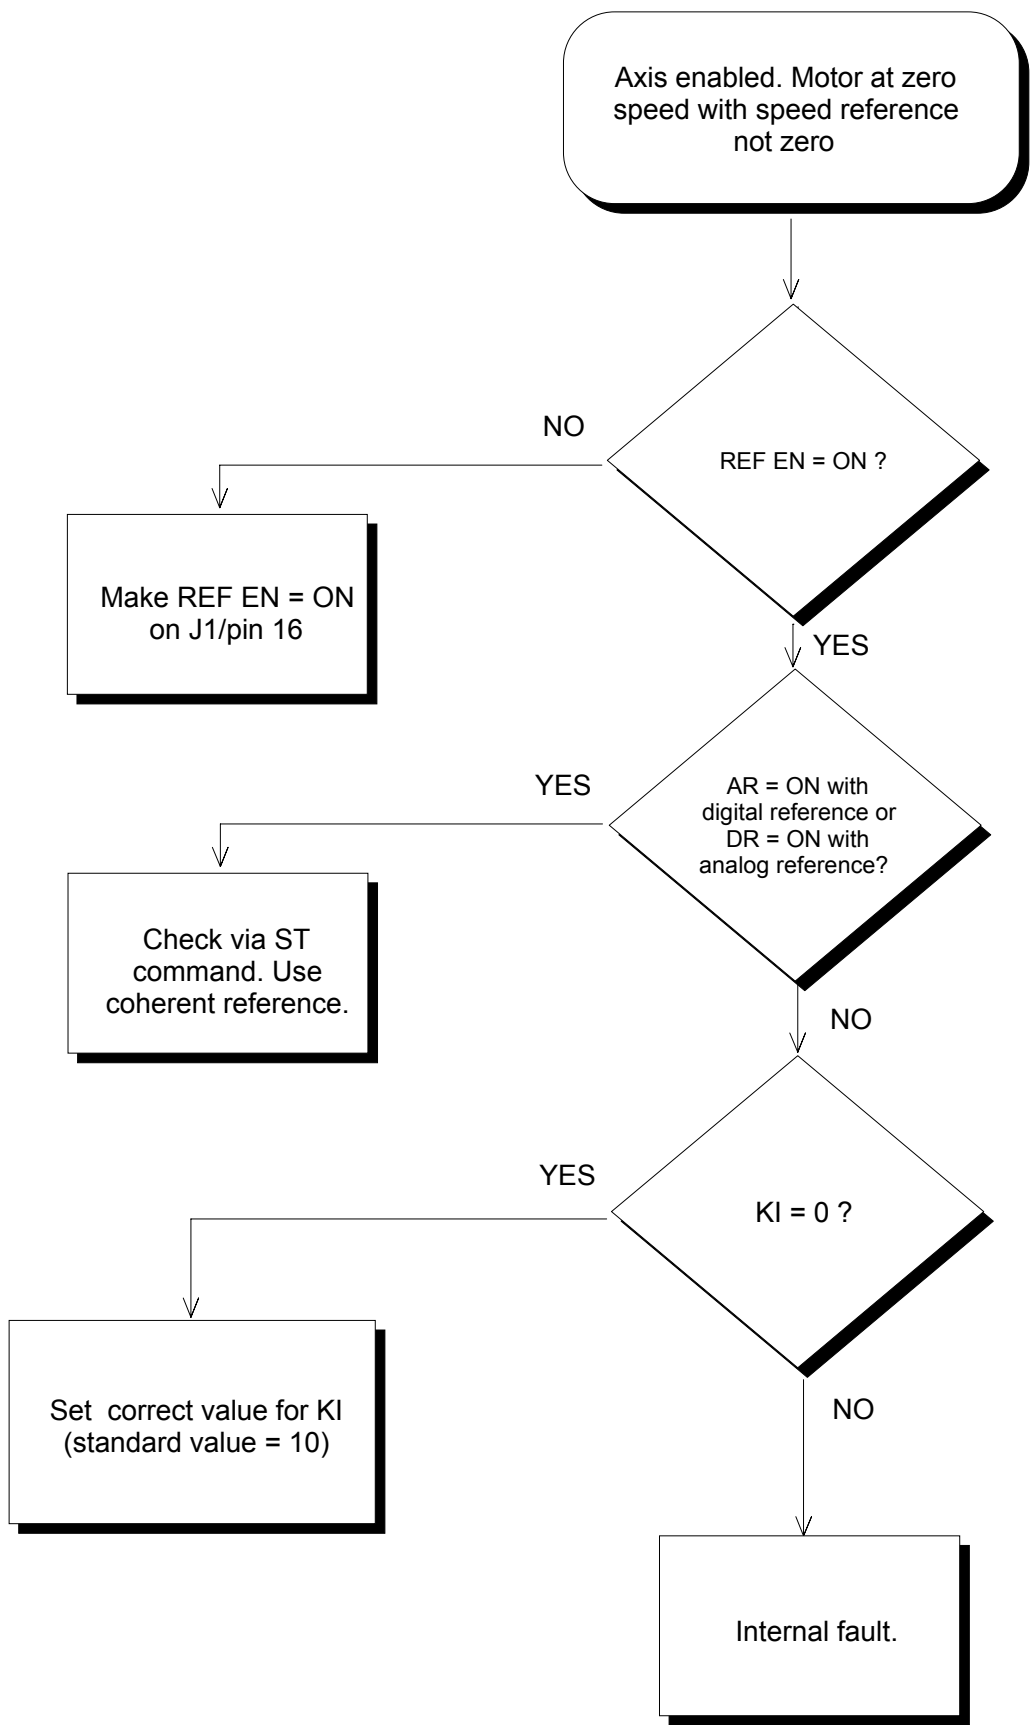 Axis enabled. Motor at zero
speed with speed reference
not zero
NO
REF EN = ON ?
Make REF EN = ON
on J1/pin 16
YES
YES
AR = ON with
digital reference or
DR = ON with
analog reference?
Check via ST
command. Use
coherent reference.
NO
YES
KI = 0 ?
Set  correct value for KI
(standard value = 10)
NO
Internal fault.